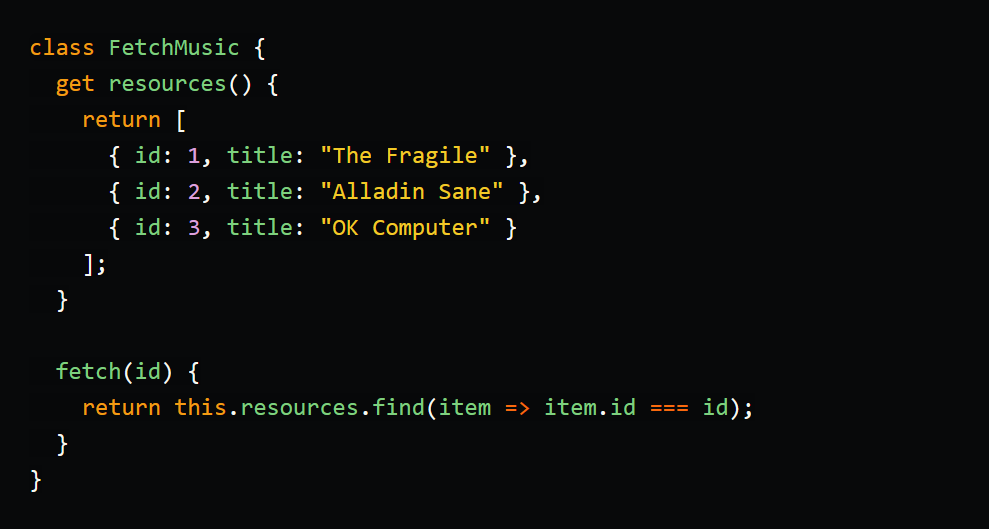 class FetchMusic {
  get resources() {
    return [
      { id: 1, title: "The Fragile" },
      { id: 2, title: "Alladin Sane" },
      { id: 3, title: "OK Computer" }
    ];
  }

  fetch(id) {
    return this.resources.find(item => item.id === id);
  }
}